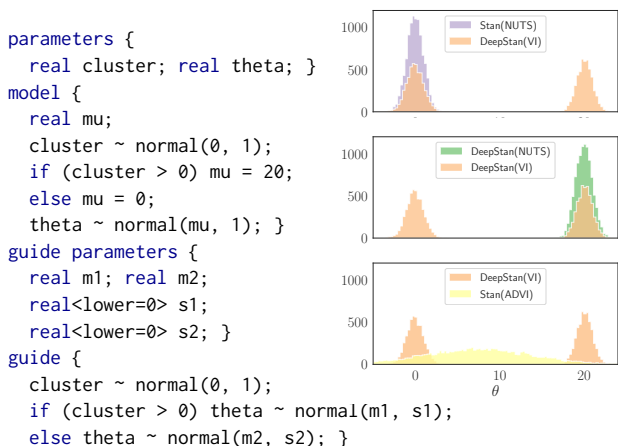 parameters {
real cluster; real theta; }
model {
real mu;
cluster ~ normal(0, 1);
if (cluster > 0) mu = 20;
else mu = 0;
theta ~ normal(mu, 1); }
guide parameters {
real m1; real m2;
real<lower=0> s1;
real<lower=0> s2; }
guide {
cluster ~ normal(0, 1);
if (cluster > 0) theta ~ normal(m1, s1);
else theta ~ normal(m2, s2); }
1000
500
0
Stan(NUTS)
DeepStan(VI)
1000
500
0
DeepStan(NUTS)
DeepStan(VI)
1000
500
0
DeepStan(VI)
Stan(ADVI)
0 10 20
θ